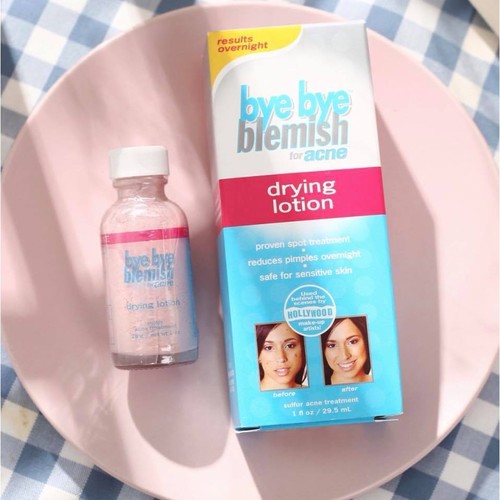 results
overnight
bye bye
blemish
for acne
drying
lotion
proven spot treatment
reduces pimples overnight
safe for sensitive skin
Used
behind the
scenes by
HOLLYWOOD
make-up
artists!
before
after
sulfur acne treatment
1 fl oz / 29.5 mL
bye bye
blemish
for acne
drying lotion